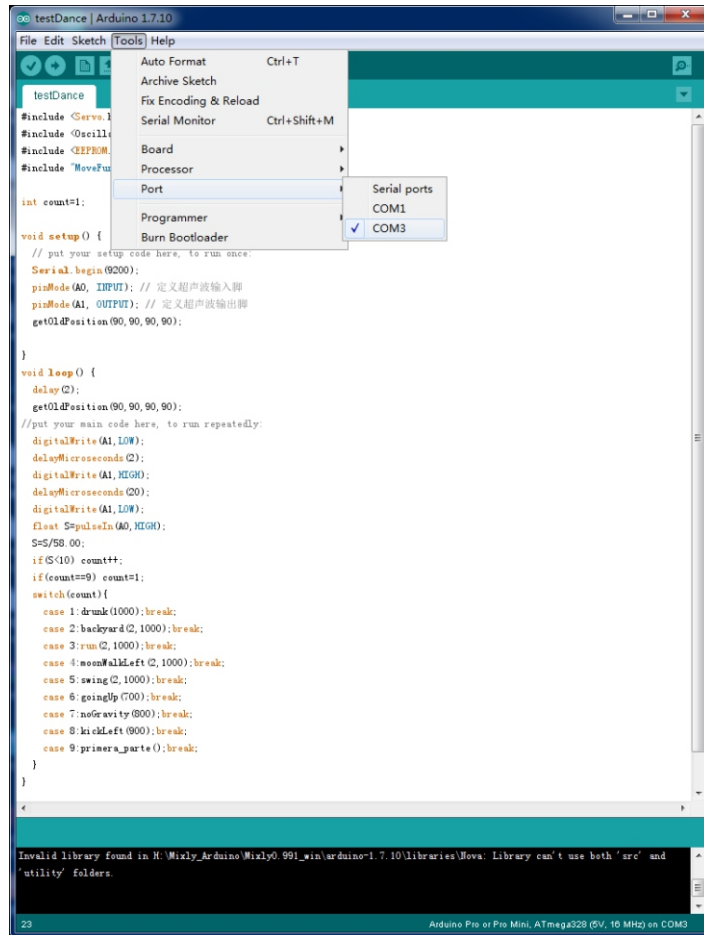 testDance | Arduino 1.7.10
File Edit Sketch Tools Help
Auto Format Ctrl+T
Archive Sketch
Fix Encoding & Reload
Serial Monitor Ctrl+Shift+M
Board
Processor
Port
Programmer
Burn Bootloader
Serial ports
COM1
✓ COM3
testDance
#include <Servo.
#include <Oscill
#include <EEPROM.
#include "MoveFu
int count=1;
void setup() {
// put your setup code here, to run once:
Serial.begin(9200);
pinMode(A0, INPUT); // 定义超声波输入脚
pinMode(A1, OUTPUT); // 定义超声波输出脚
getOldPosition(90,90,90,90);
}
void loop() {
delay(2);
getOldPosition(90,90,90,90);
//put your main code here, to run repeatedly:
digitalWrite(A1,LOW);
delayMicroseconds(2);
digitalWrite(A1,HIGH);
delayMicroseconds(20);
digitalWrite(A1,LOW);
float S=pulseIn(A0,HIGH);
S=S/58.00;
if(S<10) count++;
if(count==9) count=1;
switch(count){
case 1:drunk(1000);break;
case 2:backyard(2,1000);break;
case 3:run(2,1000);break;
case 4:moonWalkLeft(2,1000);break;
case 5:swing(2,1000);break;
case 6:goingUp(700);break;
case 7:noGravity(800);break;
case 8:kickLeft(900);break;
case 9:primera_parte();break;
}
}
Invalid library found in H:\Mixly_Arduino\Mixly0.991_win\arduino-1.7.10\libraries\Nova: Library can't use both 'src' and
'utility' folders.
23 Arduino Pro or Pro Mini, ATmega328 (5V, 16 MHz) on COM3